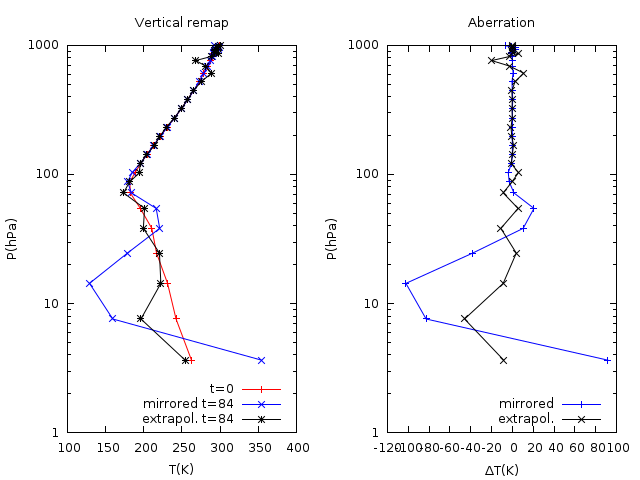 Vertical remap
1000
100
10
1
P(hPa)
t=0
mirrored t=84
extrapol. t=84
100 150 200 250 300 350 400
T(K)
Aberration
1000
100
10
1
P(hPa)
mirrored
extrapol.
-120-100-80 -60 -40 -20 0 20 40 60 80 100
ΔT(K)